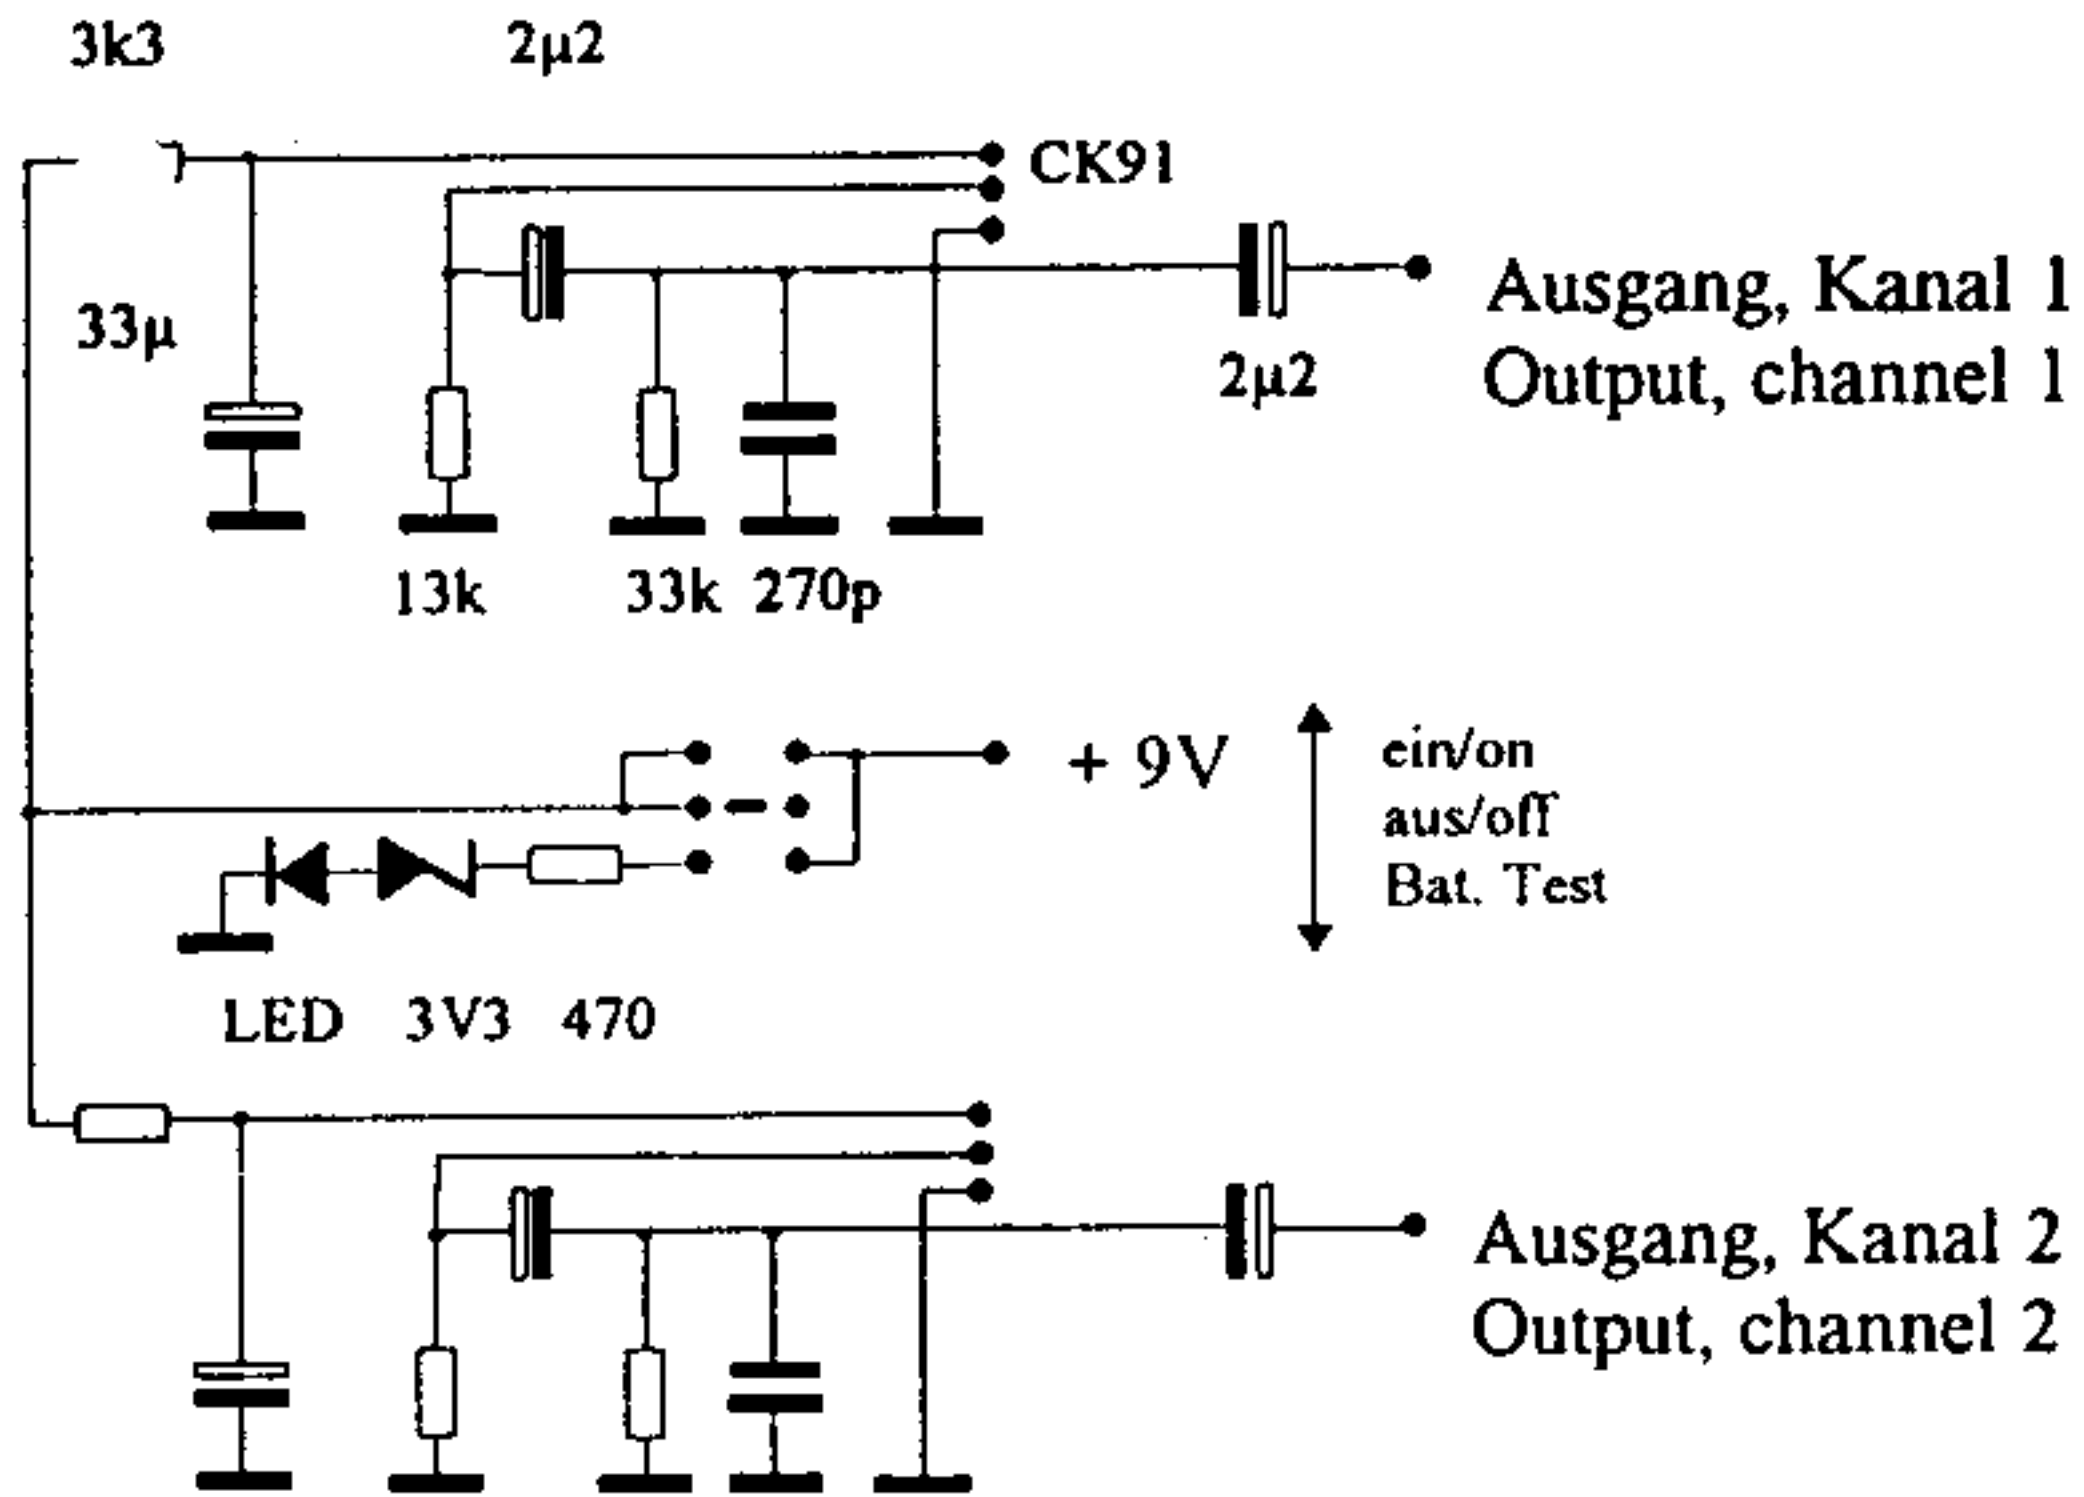 3k3
2µ2
CK91
Ausgang, Kanal 1
Output, channel 1
33µ
2µ2
13k
33k
270p
+ 9V
ein/on
aus/off
Bat. Test
LED
3V3
470
Ausgang, Kanal 2
Output, channel 2